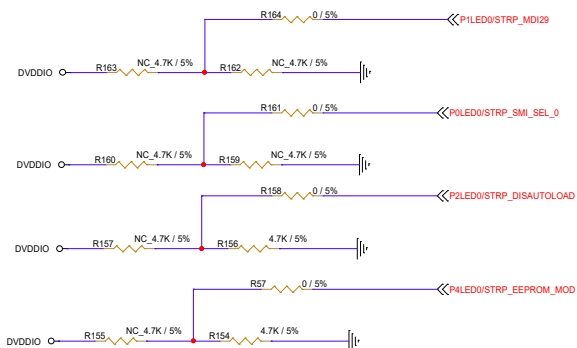 R164 0 / 5%
P1LED0/STRP_MDI29
DVDDIO R163 NC_4.7K / 5% R162 NC_4.7K / 5%
R161 0 / 5%
P0LED0/STRP_SMI_SEL_0
DVDDIO R160 NC_4.7K / 5% R159 NC_4.7K / 5%
R158 0 / 5%
P2LED0/STRP_DISAUTOLOAD
DVDDIO R157 NC_4.7K / 5% R156 4.7K / 5%
R57 0 / 5%
P4LED0/STRP_EEPROM_MOD
DVDDIO R155 NC_4.7K / 5% R154 4.7K / 5%